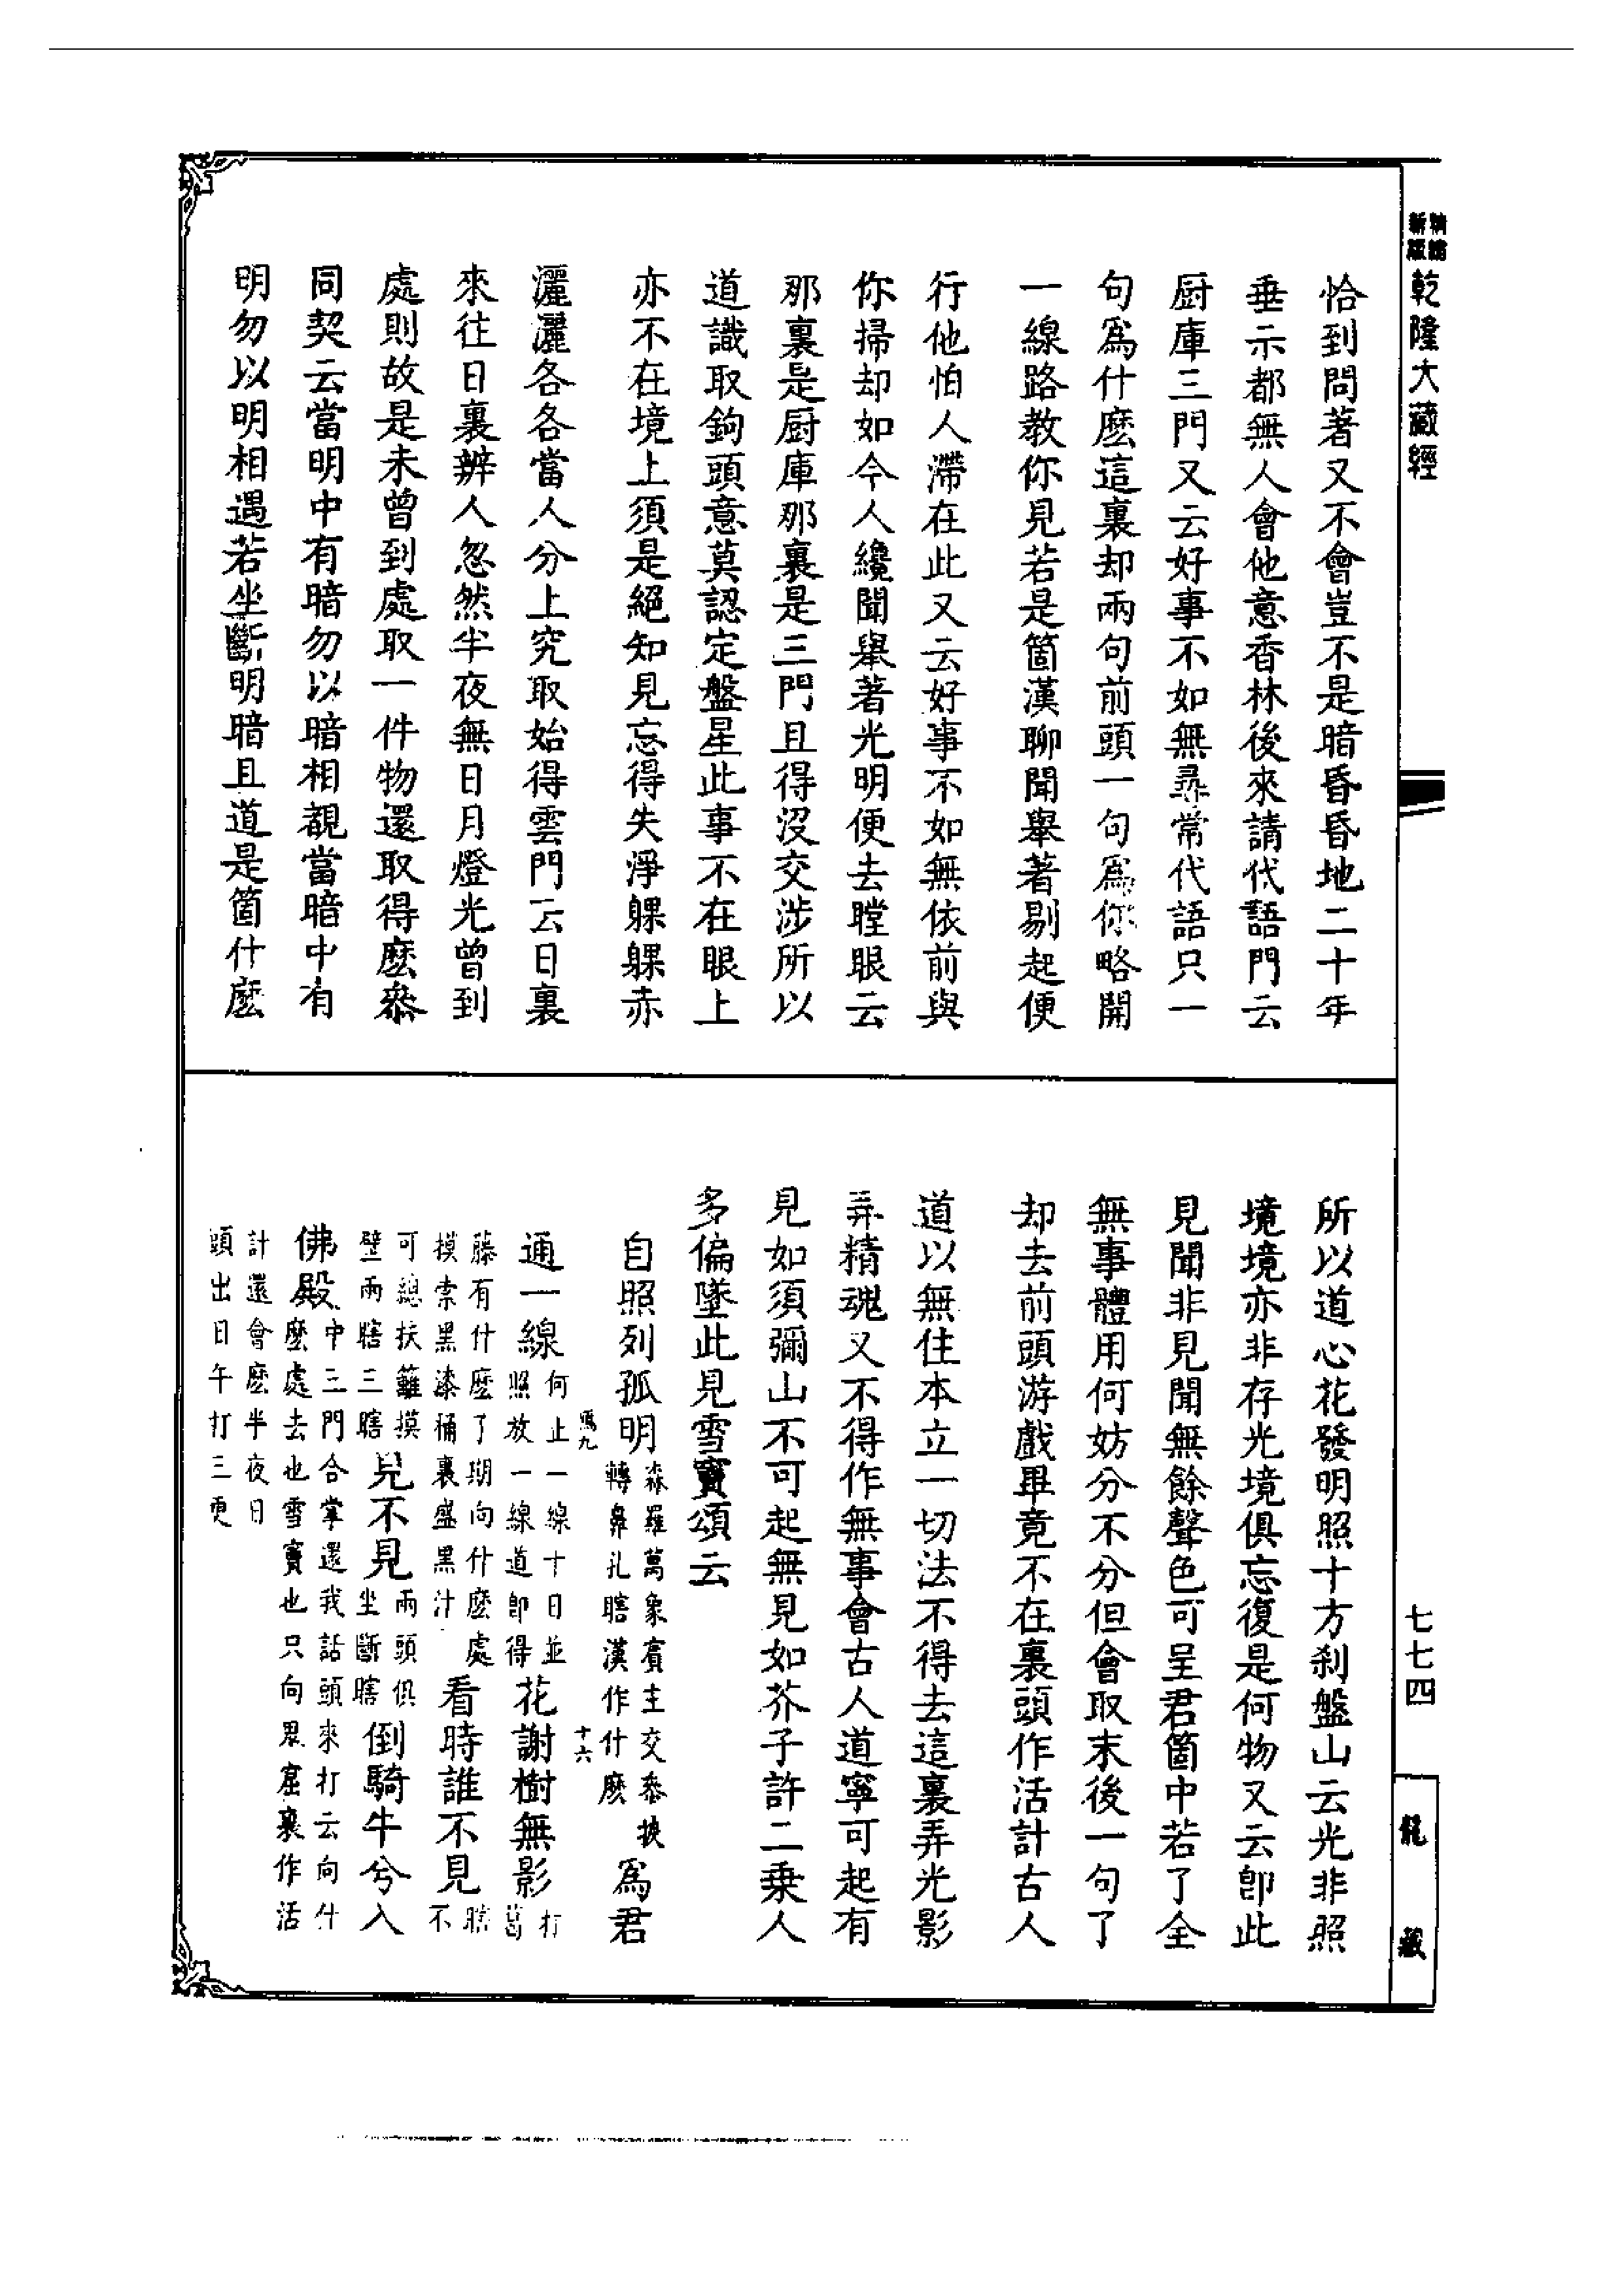 乾隆大藏經
恰到問著又不會豈不是暗昏昏地二十年
垂示都無人會他意香林後來請代語門云
厨庫三門又云好事不如無尋常代語只一
句爲什麽這裏却兩句前頭一句爲你略開
一線路教你見若是箇漢聊聞舉著剔起便
行他怕人滯在此又云好事不如無依前與
你掃却如今人纔聞舉著光明便去瞠眼云
那裏是厨庫那裏是三門且得沒交涉所以
道識取鉤頭意莫認定盤星此事不在眼上
亦不在境上須是絕知見忘得失淨躶躶赤
灑灑各各當人分上究取始得雲門云日裏
來往日裏辨人忽然半夜無日月燈光曾到
處則故是未曾到處取一件物還取得麽叅
同契云當明中有暗勿以暗相覩當暗中有
明勿以明相遇若坐斷明暗且道是箇什麽
所以道心花發明照十方刹盤山云光非照
境境亦非存光境俱忘復是何物又云卽此
見聞非見聞無餘聲色可呈君箇中若了全
無事體用何妨分不分但會取末後一句了
却去前頭游戲畢竟不在裏頭作活計古人
道以無住本立一切法不得去這裏弄光影
弄精魂又不得作無事會古人道寧可起有
見如須彌山不可起無見如芥子許二乘人
多偏墜此見雪竇頌云
自照列孤明森羅萬象賓主交叅捩轉鼻孔瞎漢作什麽爲君
九
十六
通一線何止一線十日並照放一線道卽得花謝樹無影打葛
藤有什麽了期向什麽處摸索黑漆桶裏盛黑汁看時誰不見瞎不
可總扶籬摸壁兩瞎三瞎見不見兩頭俱坐斷瞎倒騎牛兮入
佛殿中三門合掌還我話頭來打云向什麽處去也雪竇也只向鬼窟裏作活
計還會麽半夜日頭出日午打三更
七七四
龍藏